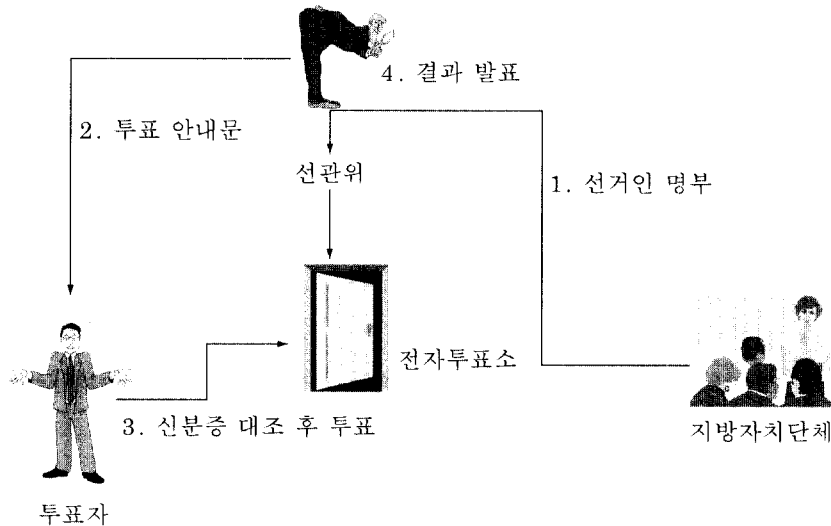 4. 결과 발표
2. 투표 안내문
선관위
1. 선거인 명부
전자투표소
3. 신분증 대조 후 투표
지방자치단체
투표자